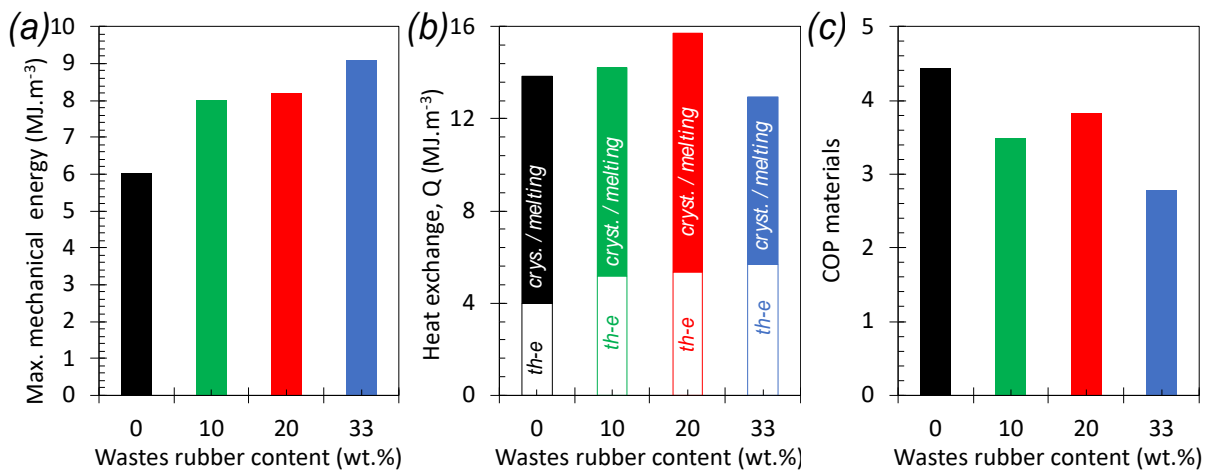 (a)
Max. mechanical energy (MJ.m-3)
10
9
8
7
6
5
4
3
2
1
0
0 10 20 33
Wastes rubber content (wt.%)
(b)
Heat exchange, Q (MJ.m-3)
16
12
8
4
0
crys. / melting
th-e
cryst. / melting
th-e
cryst. / melting
th-e
cryst. / melting
th-e
0 10 20 33
Wastes rubber content (wt.%)
(c)
COP materials
5
4
3
2
1
0
0 10 20 33
Wastes rubber content (wt.%)